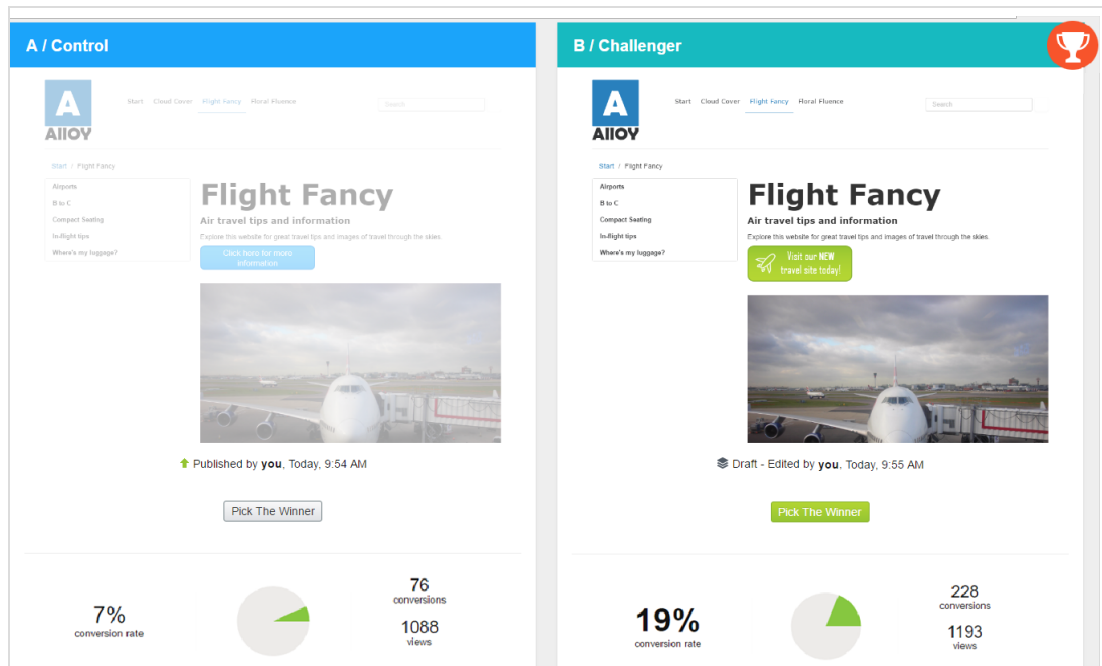 A / Control
A
AllOY
Start Cloud Cover Flight Fancy Floral Fluence
Search
Start / Flight Fancy
Airports
B to C
Compact Seating
In-flight tips
Where's my luggage?
Flight Fancy
Air travel tips and information
Explore this website for great travel tips and images of travel through the skies.
Click here for more
information
Published by you, Today, 9:54 AM
Pick The Winner
7%
conversion rate
76
conversions
1088
views
B / Challenger
A
AllOY
Start Cloud Cover Flight Fancy Floral Fluence
Search
Start / Flight Fancy
Airports
B to C
Compact Seating
In-flight tips
Where's my luggage?
Flight Fancy
Air travel tips and information
Explore this website for great travel tips and images of travel through the skies.
Visit our NEW
travel site today!
Draft - Edited by you, Today, 9:55 AM
Pick The Winner
19%
conversion rate
228
conversions
1193
views